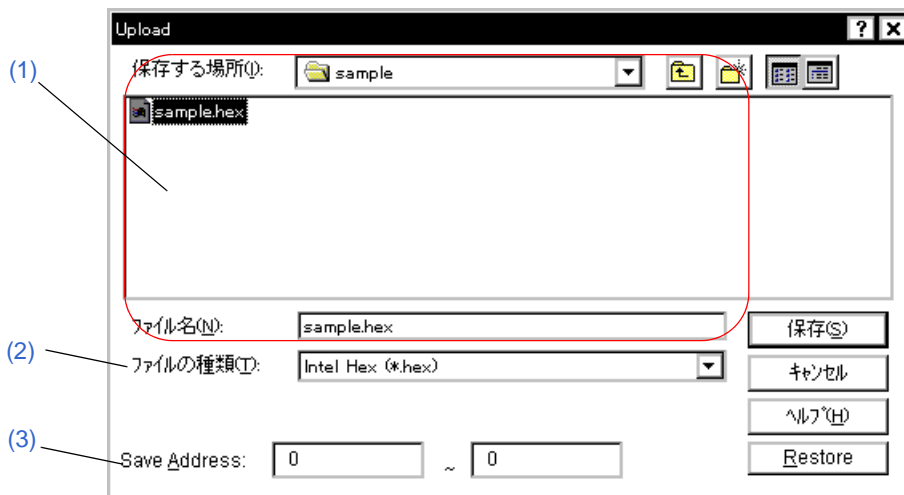 Upload
(1)
保存する場所(I):
sample
sample.hex
ファイル名(N):
sample.hex
保存(S)
(2)
ファイルの種類(T):
Intel Hex (*.hex)
キャンセル
ヘルプ(H)
(3)
Save Address:
0
~
0
Restore